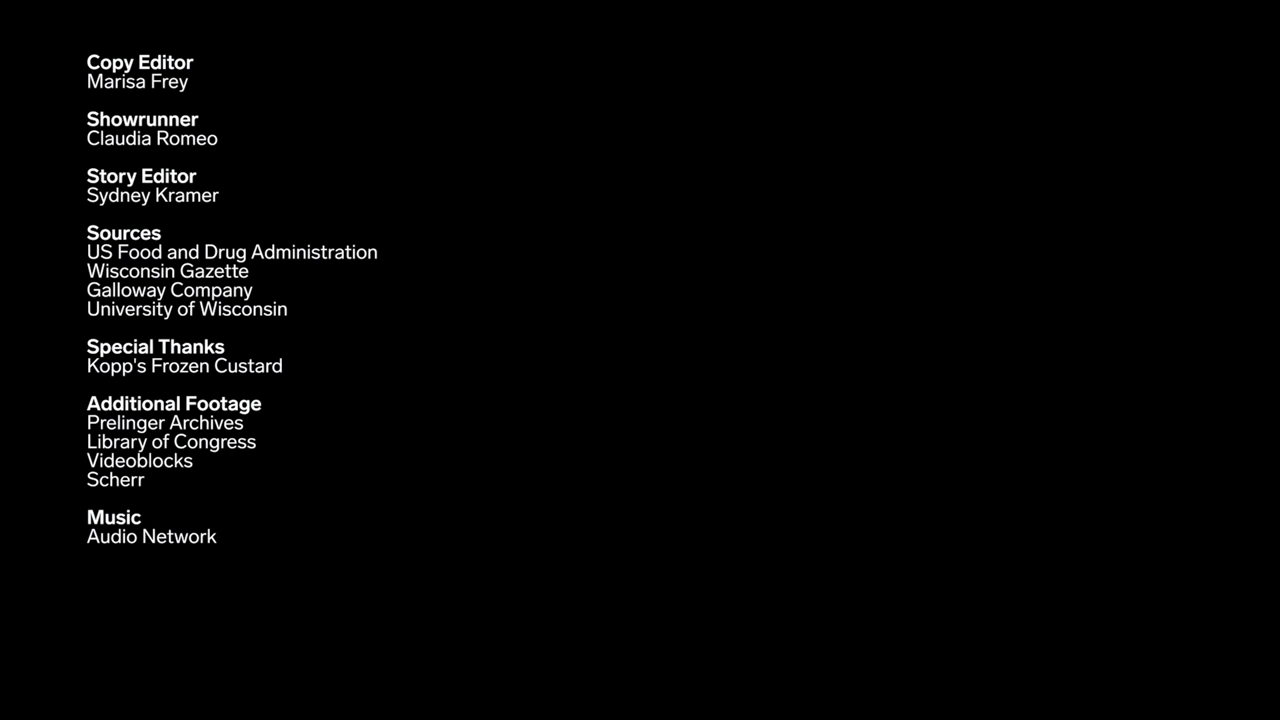 Copy Editor
Marisa Frey
Showrunner
Claudia Romeo
Story Editor
Sydney Kramer
Sources
US Food and Drug Administration
Wisconsin Gazette
Galloway Company
University of Wisconsin
Special Thanks
Kopp's Frozen Custard
Additional Footage
Prelinger Archives
Library of Congress
Videoblocks
Scherr
Music
Audio Network